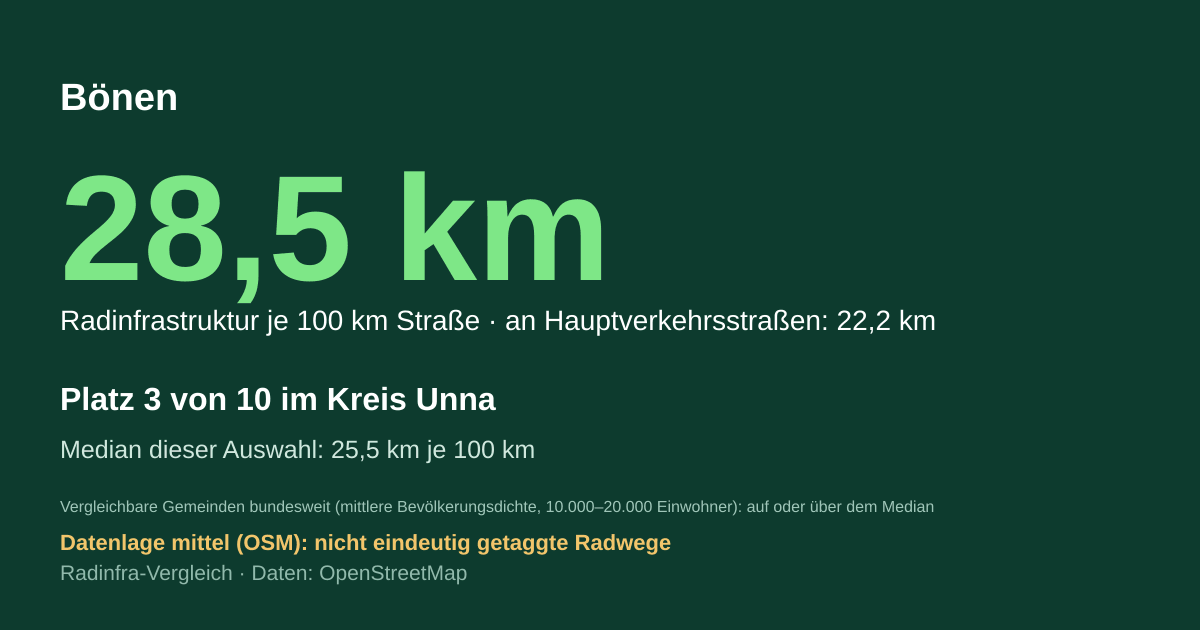 Bönen
28,5 km
Radinfrastruktur je 100 km Straße · an Hauptverkehrsstraßen: 22,2 km
Platz 3 von 10 im Kreis Unna
Median dieser Auswahl: 25,5 km je 100 km
Vergleichbare Gemeinden bundesweit (mittlere Bevölkerungsdichte, 10.000–20.000 Einwohner): auf oder über dem Median
Datenlage mittel (OSM): nicht eindeutig getaggte Radwege
Radinfra-Vergleich · Daten: OpenStreetMap